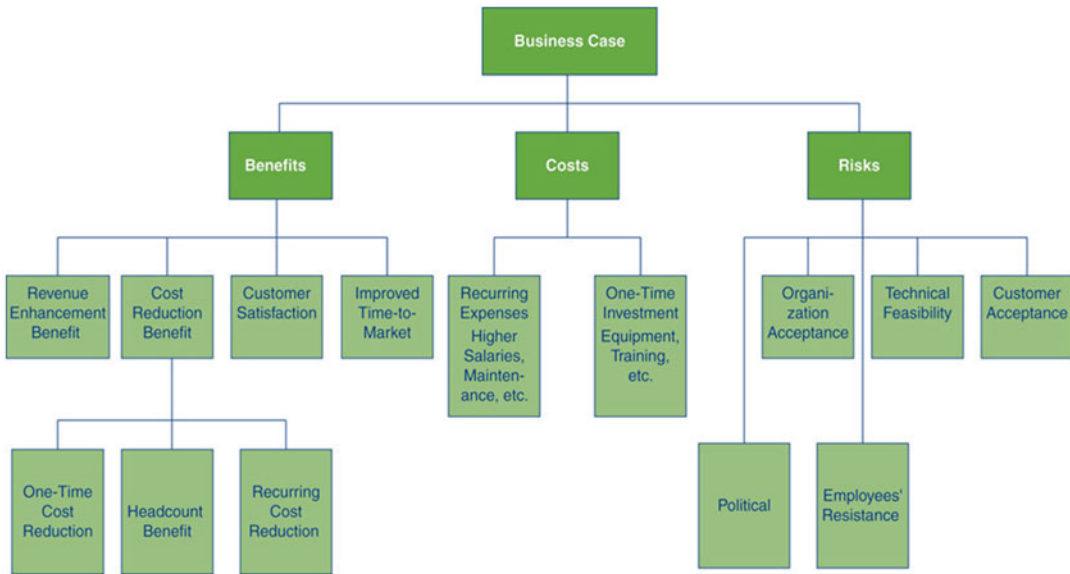 Business Case
Benefits
Costs
Risks
Revenue
Enhancement
Benefit
Cost
Reduction
Benefit
Customer
Satisfaction
Improved
Time-to-
Market
Recurring
Expenses
Higher
Salaries,
Mainten-
ance, etc.
One-Time
Investment
Equipment,
Training,
etc.
Organi-
zation
Acceptance
Technical
Feasibility
Customer
Acceptance
One-Time
Cost
Reduction
Headcount
Benefit
Recurring
Cost
Reduction
Political
Employees'
Resistance